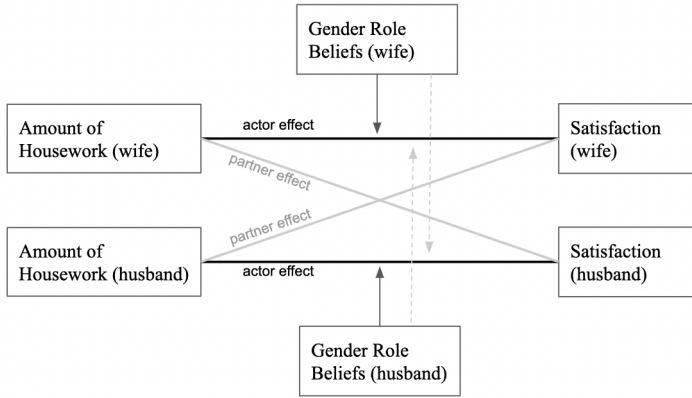 Gender Role
Beliefs (wife)
Amount of
Housework (wife)
actor effect
Satisfaction
(wife)
partner effect
partner effect
Amount of
Housework (husband)
actor effect
Satisfaction
(husband)
Gender Role
Beliefs (husband)